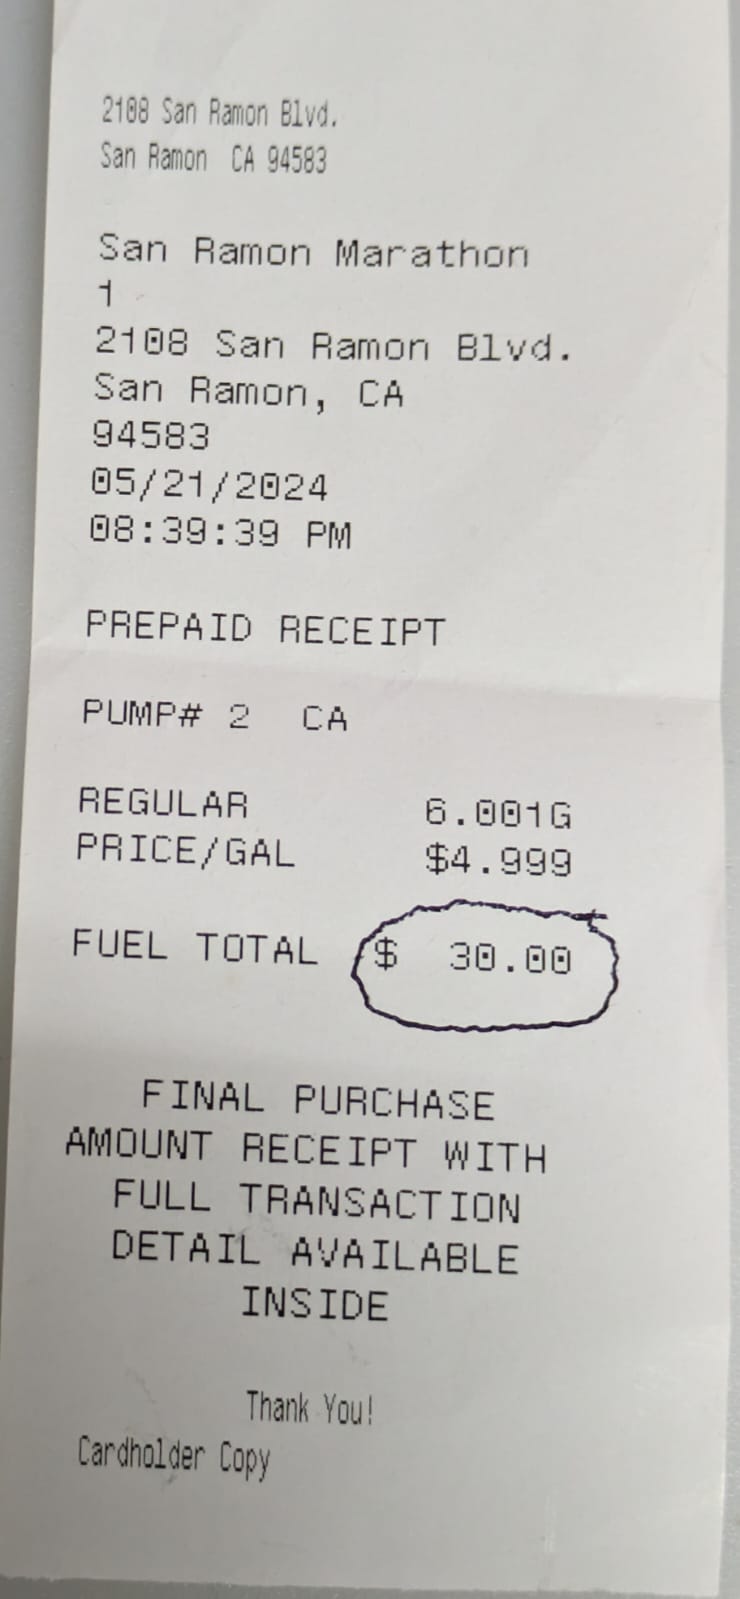 2108 San Ramon Blvd.
San Ramon CA 94583
San Ramon Marathon
1
2108 San Ramon Blvd.
San Ramon, CA
94583
05/21/2024
08:39:39 PM
PREPAID RECEIPT
PUMP# 2 CA
REGULAR 6.001G
PRICE/GAL $4.999
FUEL TOTAL $ 30.00
FINAL PURCHASE
AMOUNT RECEIPT WITH
FULL TRANSACTION
DETAIL AVAILABLE
INSIDE
Thank You!
Cardholder Copy